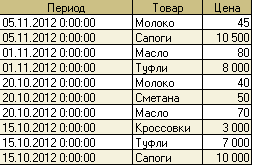 Период Товар Цена
05.11.2012 0:00:00 Молоко 45
05.11.2012 0:00:00 Сапоги 10 500
01.11.2012 0:00:00 Масло 80
01.11.2012 0:00:00 Туфли 8 000
20.10.2012 0:00:00 Молоко 40
20.10.2012 0:00:00 Сметана 50
20.10.2012 0:00:00 Масло 70
15.10.2012 0:00:00 Кроссовки 3 000
15.10.2012 0:00:00 Туфли 7 000
15.10.2012 0:00:00 Сапоги 10 000